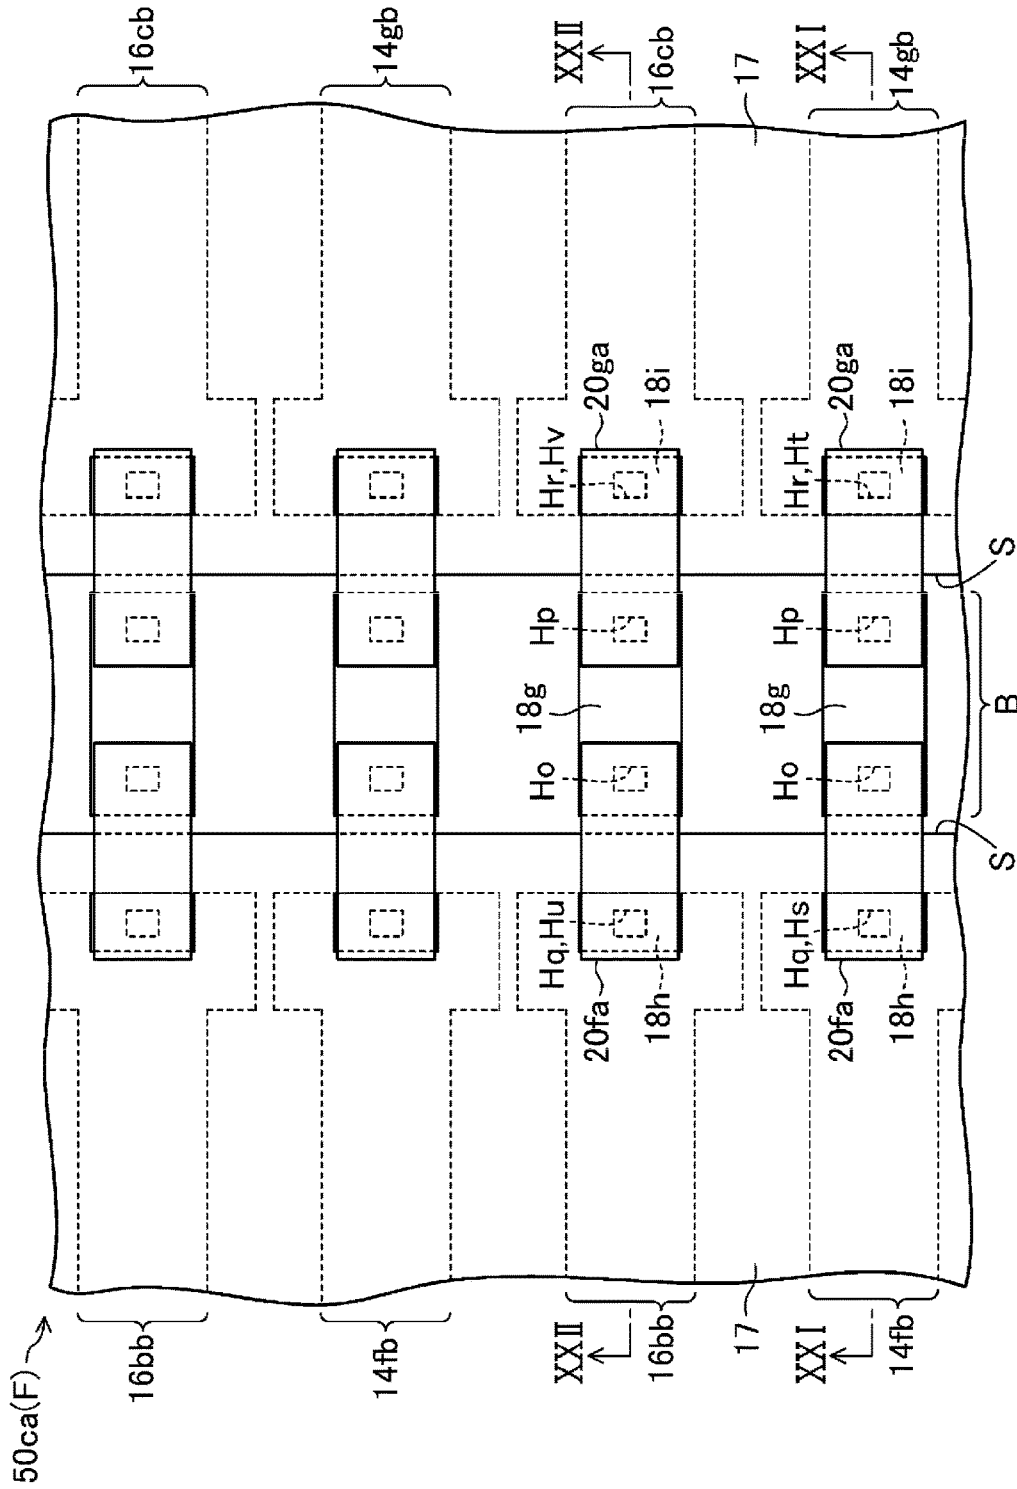 50ca(F)
16bb
16cb
14fb
14gb
XXⅡ
Hq,Hu
Ho
18g
Hp
Hr,Hv
XXⅡ
20fa
20ga
16bb
18h
18i
16cb
17
17
XXⅠ
Hq,Hs
Ho
18g
Hp
Hr,Ht
XXⅠ
20fa
20ga
14fb
18h
18i
14gb
S
B
S